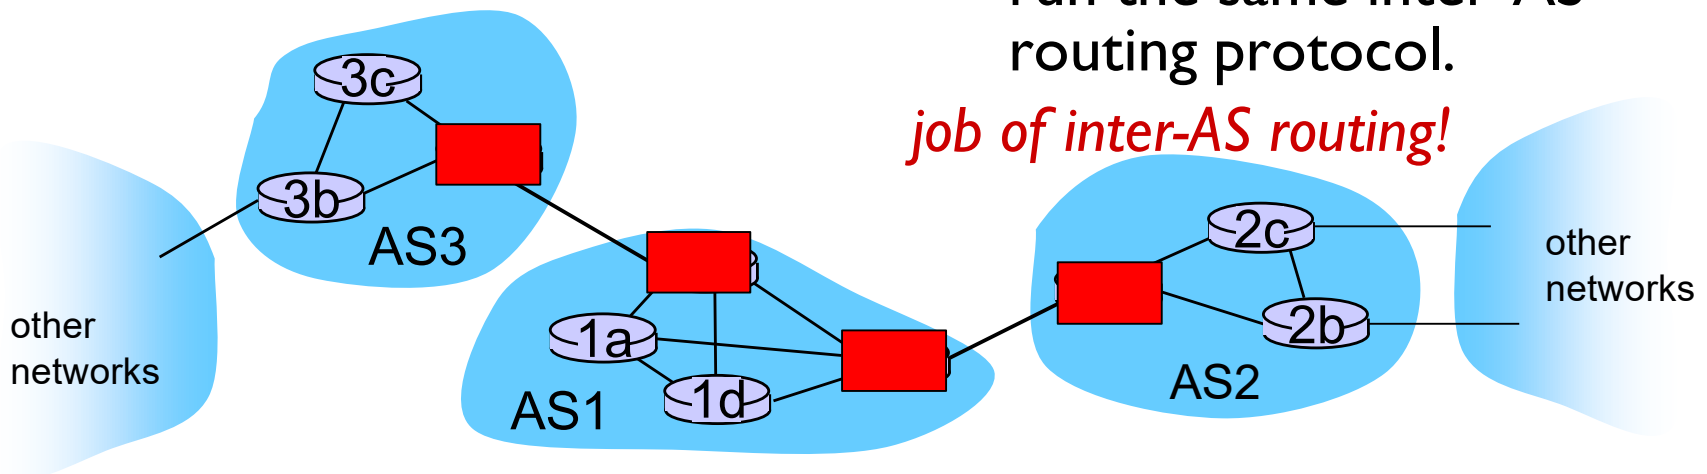 routing protocol.
job of inter-AS routing!
3c
3b
AS3
other
networks
1a
1d
AS1
2c
2b
AS2
other
networks